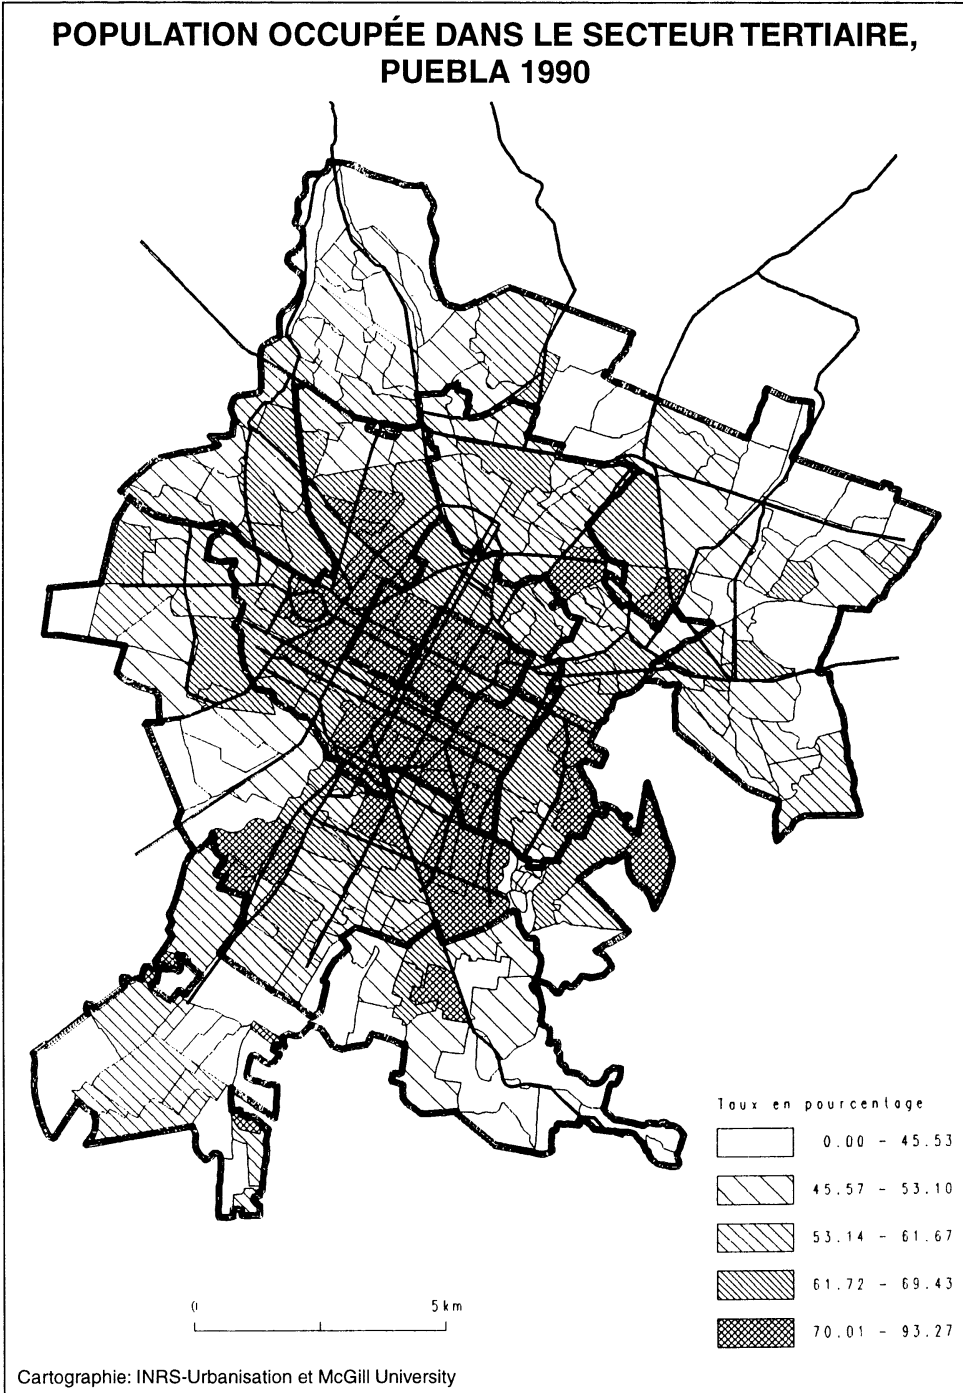 POPULATION OCCUPÉE DANS LE SECTEUR TERTIAIRE,
PUEBLA 1990
Taux en pourcentage
0.00 - 45.53
45.57 - 53.10
53.14 - 61.67
61.72 - 69.43
70.01 - 93.27
0 5 km
Cartographie: INRS-Urbanisation et McGill University